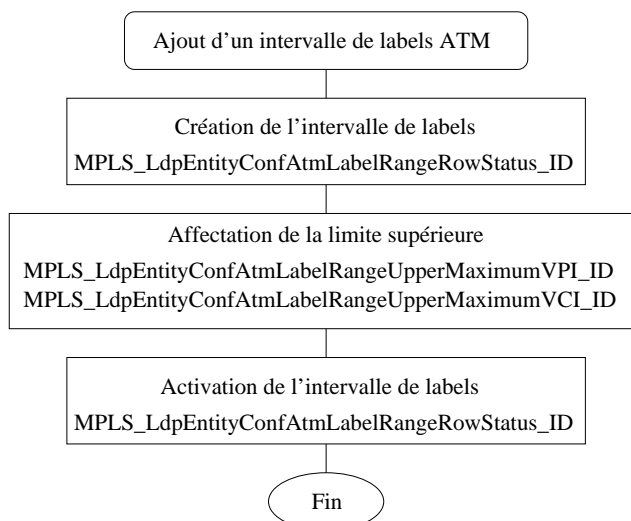 Ajout d'un intervalle de labels ATM
Création de l'intervalle de labels
MPLS_LdpEntityConfAtmLabelRangeRowStatus_ID
Affectation de la limite supérieure
MPLS_LdpEntityConfAtmLabelRangeUpperMaximumVPI_ID
MPLS_LdpEntityConfAtmLabelRangeUpperMaximumVCI_ID
Activation de l'intervalle de labels
MPLS_LdpEntityConfAtmLabelRangeRowStatus_ID
Fin